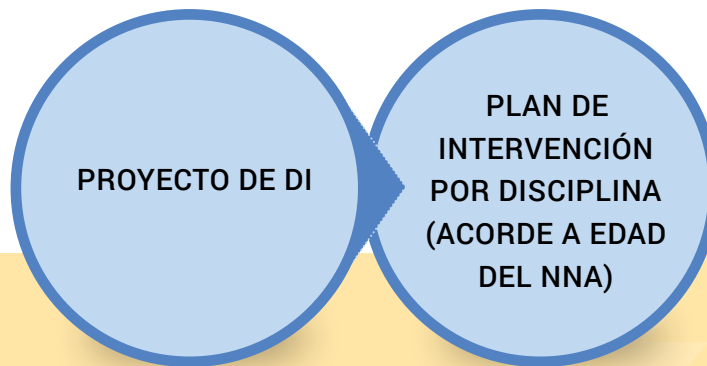 PROYECTO DE DI
PLAN DE
INTERVENCIÓN
POR DISCIPLINA
(ACORDE A EDAD
DEL NNA)